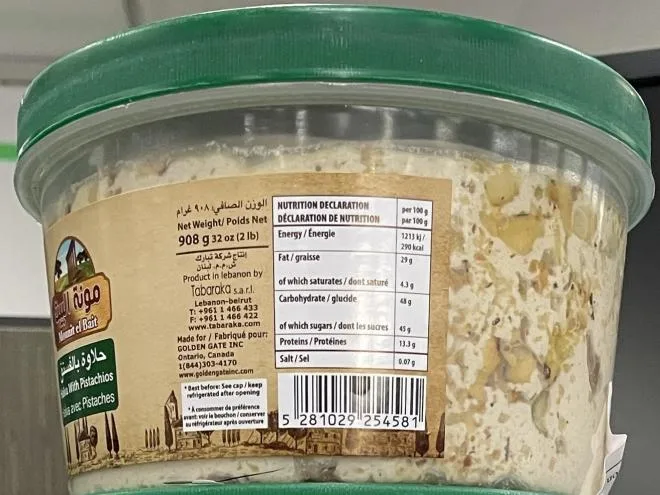 مونة
Mounit el Bait
حلاوة بالفستق
With Pistachios
avec Pistaches
الوزن الصافي: ٩٠٨ غرام
Net Weight/ Poids Net
908 g 32 oz (2 lb)
إنتاج شركة تبارك
ش.م.م. لبنان
Product in lebanon by
Tabaraka s.a.r.l.
Lebanon-beirut
T: +961 1 466 433
F: +961 1 466 422
www.tabaraka.com
Made for / Fabriqué pour:
GOLDEN GATE INC
Ontario, Canada
1(844)303-4170
www.goldengateinc.com
* Best before: See cap / keep
refrigerated after opening
* À consommer de préférence
avant: voir le bouchon / conserver
au réfrigérateur après ouverture
NUTRITION DECLARATION
DÉCLARATION DE NUTRITION
per 100 g
par 100 g
Energy / Énergie
1213 kj /
290 kcal
Fat / graisse
29 g
of which saturates / dont saturé
4.3 g
Carbohydrate / glucide
48 g
of which sugars / dont les sucres
45 g
Proteins / Protéines
13.3 g
Salt / Sel
0.07 g
5 281029 254581